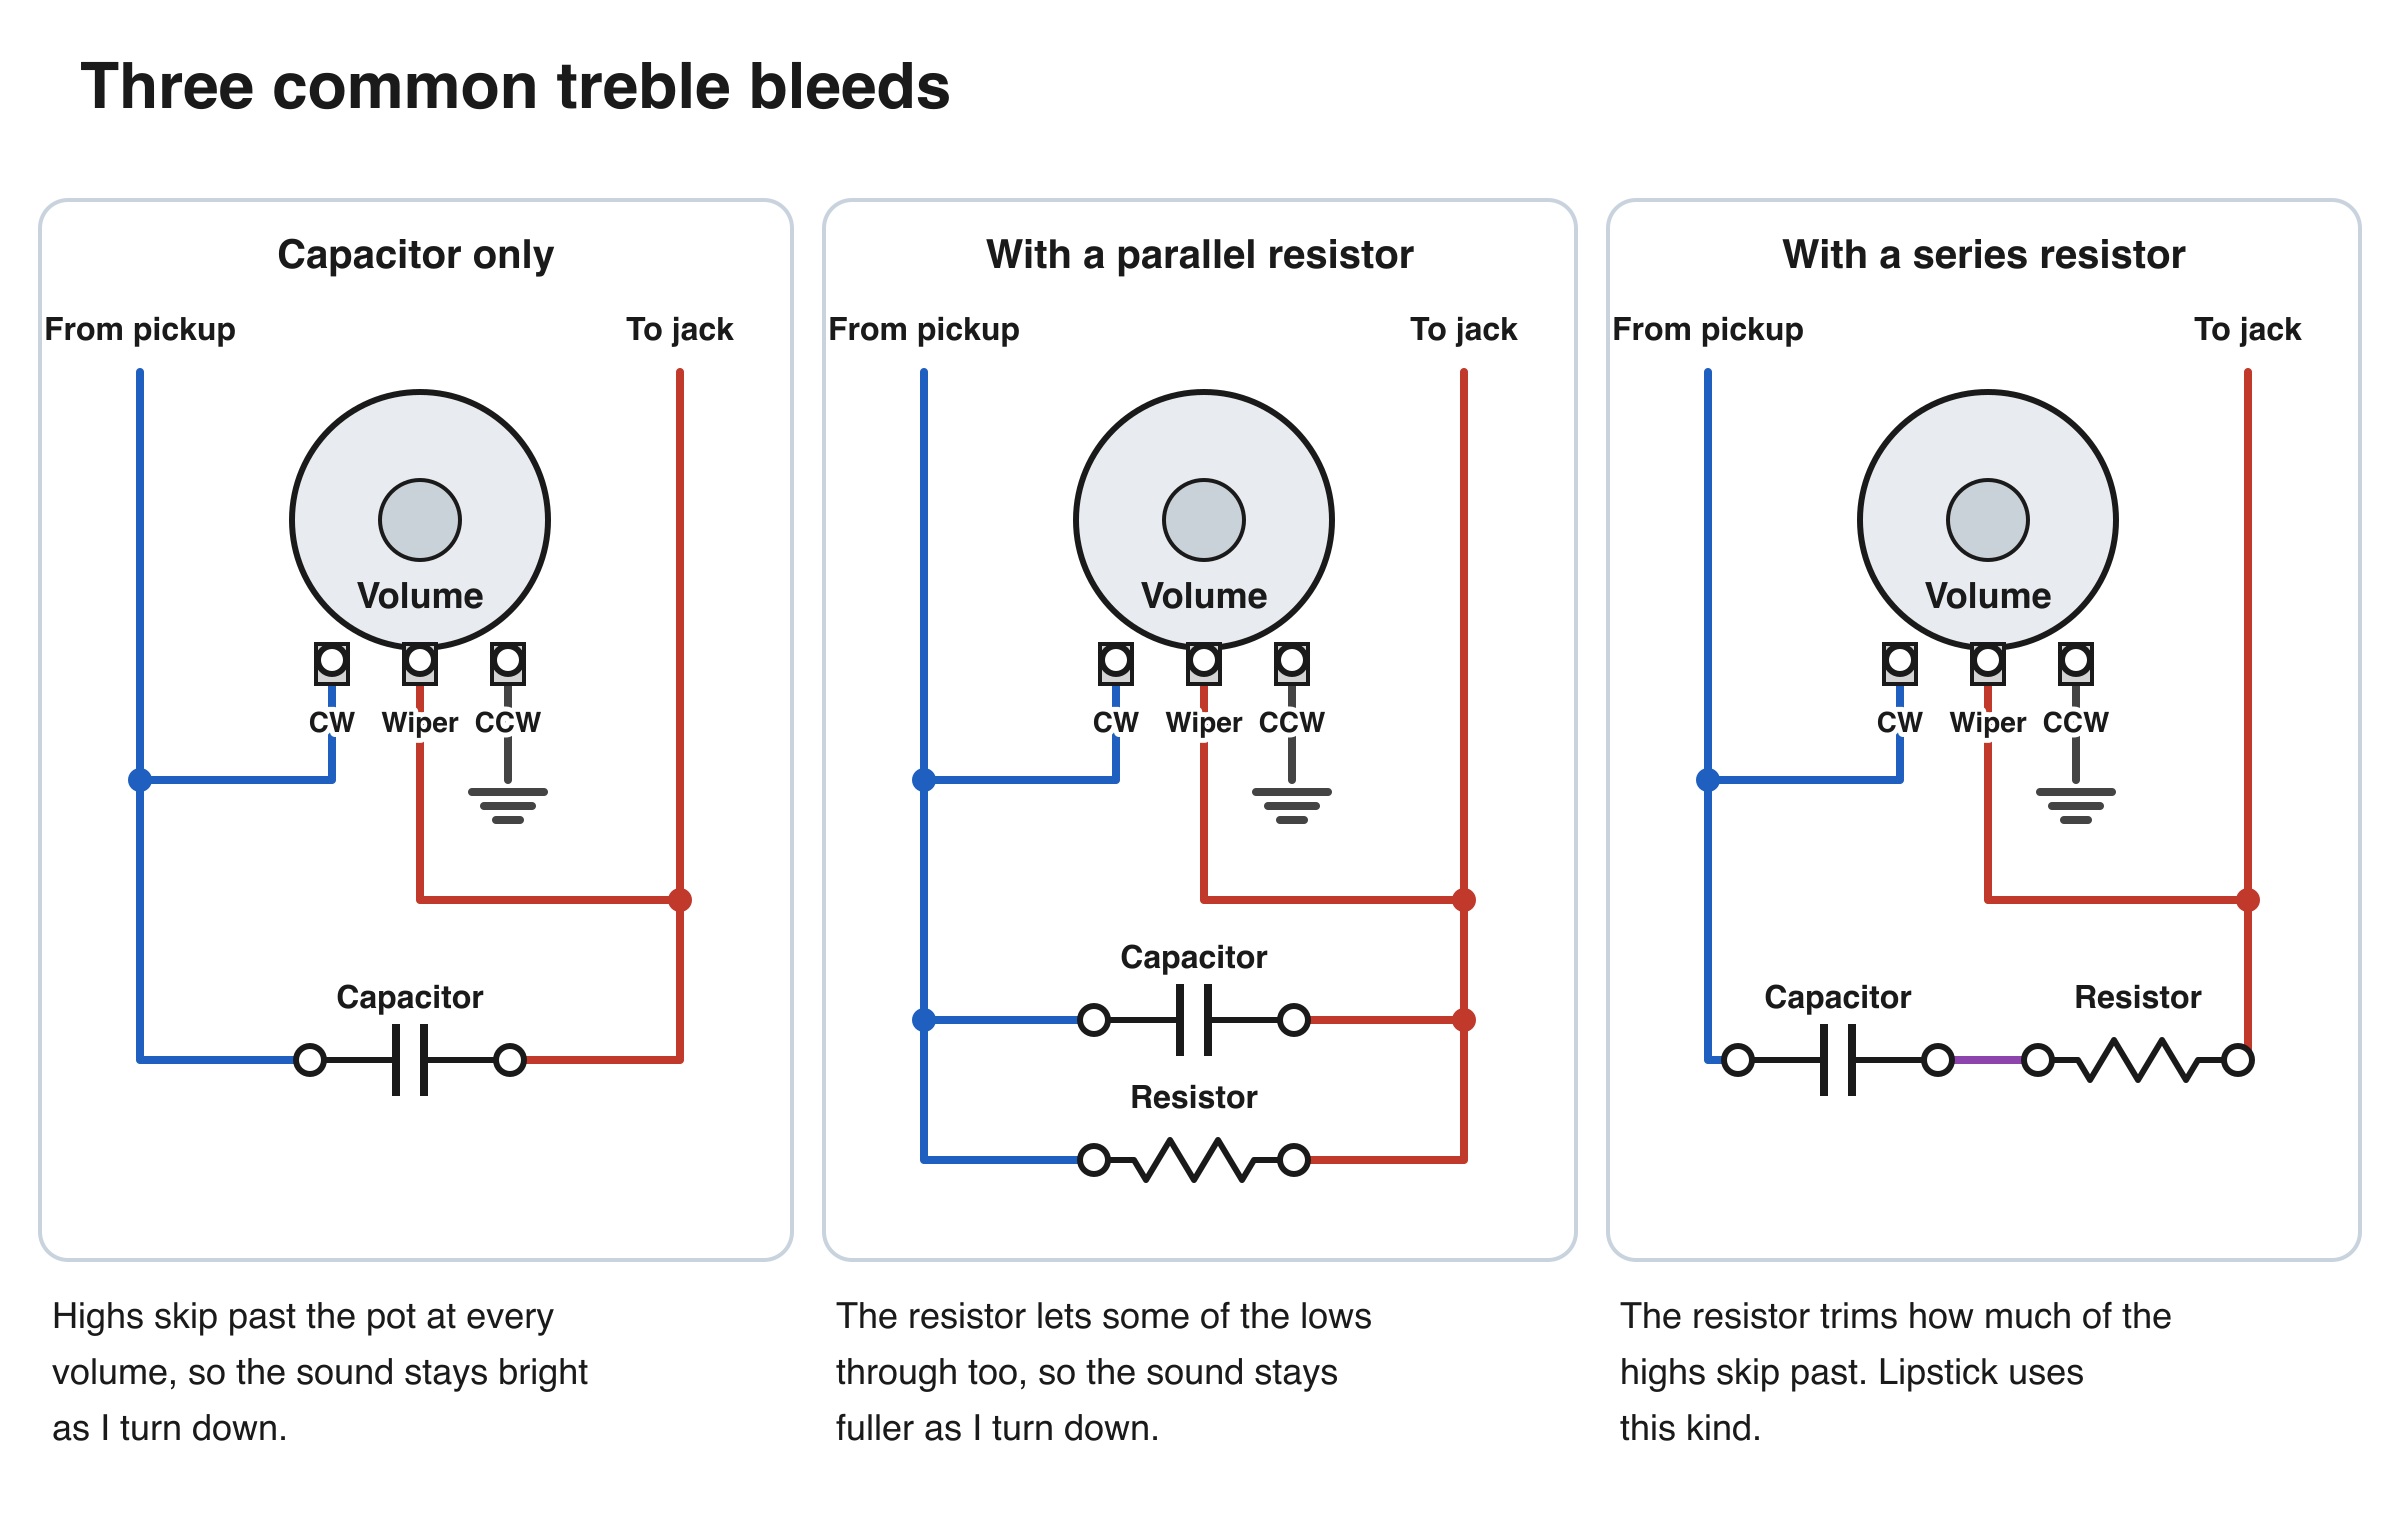 Three common treble bleeds
Capacitor only
From pickup
To jack
Volume
CW
Wiper
CCW
Capacitor
Highs skip past the pot at every
volume, so the sound stays bright
as I turn down.
With a parallel resistor
From pickup
To jack
Volume
CW
Wiper
CCW
Capacitor
Resistor
The resistor lets some of the lows
through too, so the sound stays
fuller as I turn down.
With a series resistor
From pickup
To jack
Volume
CW
Wiper
CCW
Capacitor
Resistor
The resistor trims how much of the
highs skip past. Lipstick uses
this kind.